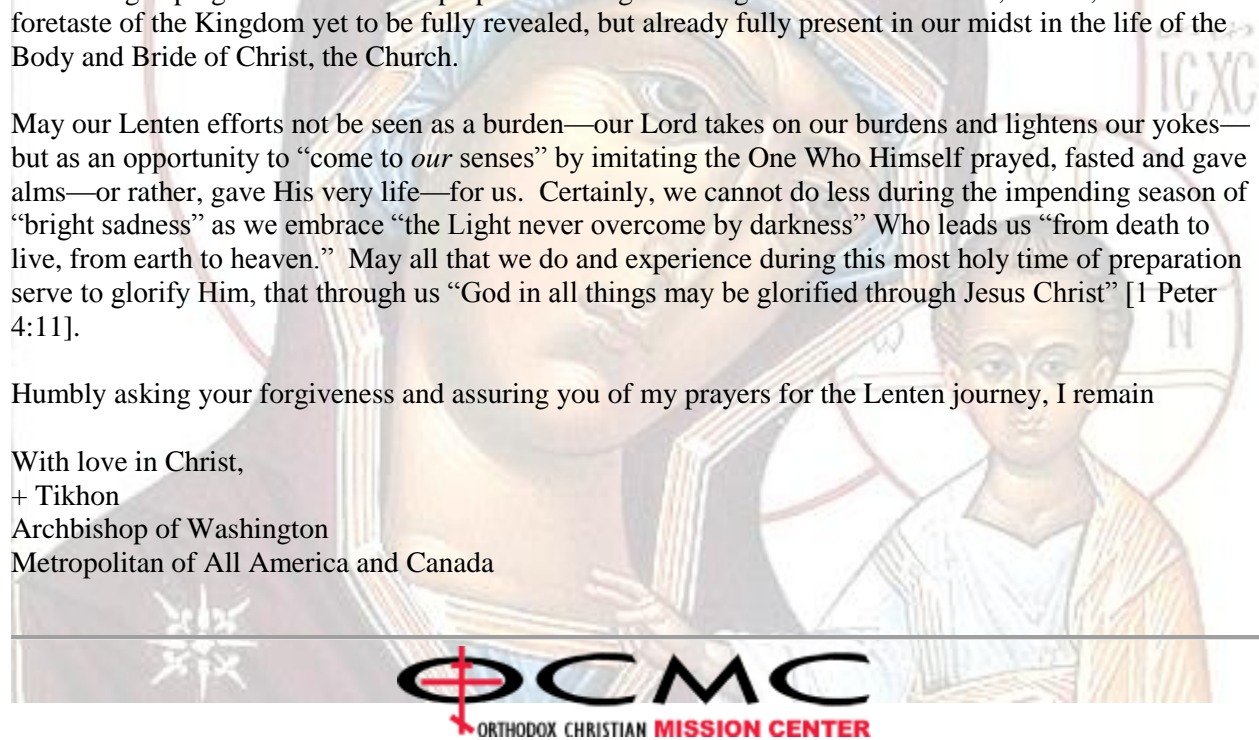 foretaste of the Kingdom yet to be fully revealed, but already fully present in our midst in the life of the
Body and Bride of Christ, the Church.
May our Lenten efforts not be seen as a burden—our Lord takes on our burdens and lightens our yokes—
but as an opportunity to “come to our senses” by imitating the One Who Himself prayed, fasted and gave
alms—or rather, gave His very life—for us. Certainly, we cannot do less during the impending season of
“bright sadness” as we embrace “the Light never overcome by darkness” Who leads us “from death to
live, from earth to heaven.” May all that we do and experience during this most holy time of preparation
serve to glorify Him, that through us “God in all things may be glorified through Jesus Christ” [1 Peter
4:11].
Humbly asking your forgiveness and assuring you of my prayers for the Lenten journey, I remain
With love in Christ,
+ Tikhon
Archbishop of Washington
Metropolitan of All America and Canada
IC XC
Ѡ Ν
OCMC
ORTHODOX CHRISTIAN MISSION CENTER